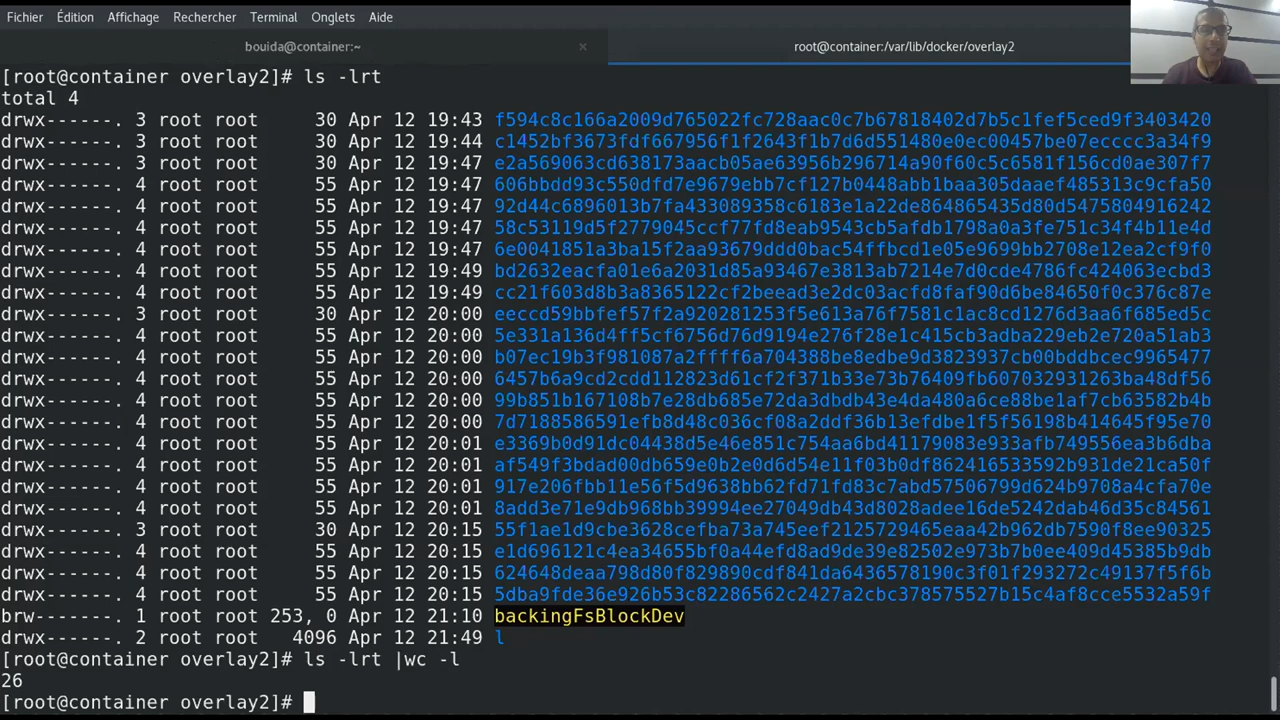 Fichier Édition Affichage Rechercher Terminal Onglets Aide
bouida@container:~ × root@container:/var/lib/docker/overlay2
[root@container overlay2]# ls -lrt
total 4
drwx------. 3 root root 30 Apr 12 19:43 f594c8c166a2009d765022fc728aac0c7b67818402d7b5c1fef5ced9f3403420
drwx------. 3 root root 30 Apr 12 19:44 c1452bf3673fdf667956f1f2643f1b7d6d551480e0ec00457be07ecccc3a34f9
drwx------. 3 root root 30 Apr 12 19:47 e2a569063cd638173aacb05ae63956b296714a90f60c5c6581f156cd0ae307f7
drwx------. 4 root root 55 Apr 12 19:47 606bbdd93c550dfd7e9679ebb7cf127b0448abb1baa305daaef485313c9cfa50
drwx------. 4 root root 55 Apr 12 19:47 92d44c6896013b7fa433089358c6183e1a22de864865435d80d5475804916242
drwx------. 4 root root 55 Apr 12 19:47 58c53119d5f2779045ccf77fd8eab9543cb5afdb1798a0a3fe751c34f4b11e4d
drwx------. 4 root root 55 Apr 12 19:47 6e0041851a3ba15f2aa93679ddd0bac54ffbcd1e05e9699bb2708e12ea2cf9f0
drwx------. 4 root root 55 Apr 12 19:49 bd2632eacfa01e6a2031d85a93467e3813ab7214e7d0cde4786fc424063ecbd3
drwx------. 4 root root 55 Apr 12 19:49 cc21f603d8b3a8365122cf2beead3e2dc03acfd8faf90d6be84650f0c376c87e
drwx------. 3 root root 30 Apr 12 20:00 eeccd59bbfef57f2a920281253f5e613a76f7581c1ac8cd1276d3aa6f685ed5c
drwx------. 4 root root 55 Apr 12 20:00 5e331a136d4ff5cf6756d76d9194e276f28e1c415cb3adba229eb2e720a51ab3
drwx------. 4 root root 55 Apr 12 20:00 b07ec19b3f981087a2ffff6a704388be8edbe9d3823937cb00bddbcec9965477
drwx------. 4 root root 55 Apr 12 20:00 6457b6a9cd2cdd112823d61cf2f371b33e73b76409fb607032931263ba48df56
drwx------. 4 root root 55 Apr 12 20:00 99b851b167108b7e28db685e72da3dbdb43e4da480a6ce88be1af7cb63582b4b
drwx------. 4 root root 55 Apr 12 20:00 7d7188586591efb8d48c036cf08a2ddf36b13efdbe1f5f56198b414645f95e70
drwx------. 4 root root 55 Apr 12 20:01 e3369b0d91dc04438d5e46e851c754aa6bd41179083e933afb749556ea3b6dba
drwx------. 4 root root 55 Apr 12 20:01 af549f3bdad00db659e0b2e0d6d54e11f03b0df862416533592b931de21ca50f
drwx------. 4 root root 55 Apr 12 20:01 917e206fbb11e56f5d9638bb62fd71fd83c7abd57506799d624b9708a4cfa70e
drwx------. 4 root root 55 Apr 12 20:01 8add3e71e9db968bb39994ee27049db43d8028adee16de5242dab46d35c84561
drwx------. 3 root root 30 Apr 12 20:15 55f1ae1d9cbe3628cefba73a745eef2125729465eaa42b962db7590f8ee90325
drwx------. 4 root root 55 Apr 12 20:15 e1d696121c4ea34655bf0a44efd8ad9de39e82502e973b7b0ee409d45385b9db
drwx------. 4 root root 55 Apr 12 20:15 624648deaa798d80f829890cdf841da6436578190c3f01f293272c49137f5f6b
drwx------. 4 root root 55 Apr 12 20:15 5dba9fde36e926b53c82286562c2427a2cbc378575527b15c4af8cce5532a59f
brw-------. 1 root root 253, 0 Apr 12 21:10 backingFsBlockDev
drwx------. 2 root root 4096 Apr 12 21:49 l
[root@container overlay2]# ls -lrt |wc -l
26
[root@container overlay2]#